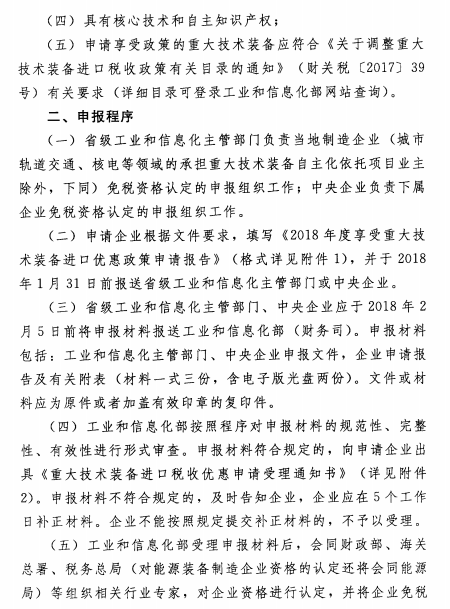 （四）具有核心技术和自主知识产权；
（五）申请享受政策的重大技术装备应符合《关于调整重大
技术装备进口税收政策有关目录的通知》（财关税〔2017〕39
号）有关要求（详细目录可登录工业和信息化部网站查询）。
二、申报程序
（一）省级工业和信息化主管部门负责当地制造企业（城市
轨道交通、核电等领域的承担重大技术装备自主化依托项目业主
除外，下同）免税资格认定的申报组织工作；中央企业负责下属
企业免税资格认定的申报组织工作。
（二）申请企业根据文件要求，填写《2018年度享受重大技
术装备进口优惠政策申请报告》（格式详见附件1），并于2018
年1月31日前报送省级工业和信息化主管部门或中央企业。
（三）省级工业和信息化主管部门、中央企业应于2018年2
月5日前将申报材料报送工业和信息化部（财务司）。申报材料
包括：工业和信息化主管部门、中央企业申报文件，企业申请报
告及有关附表（材料一式三份，含电子版光盘两份）。文件或材
料应为原件或者加盖有效印章的复印件。
（四）工业和信息化部按照程序对申报材料的规范性、完整
性、有效性进行形式审查。申报材料符合规定的，向申请企业出
具《重大技术装备进口税收优惠申请受理通知书》（详见附件
2）。申报材料不符合规定的，及时告知企业，企业应在5个工作
日补正材料。企业不能按照规定提交补正材料的，不予以受理。
（五）工业和信息化部受理申报材料后，会同财政部、海关
总署、税务总局（对能源装备制造企业资格的认定还将会同能源
局）等组织相关行业专家，对企业资格进行认定，并将企业免税